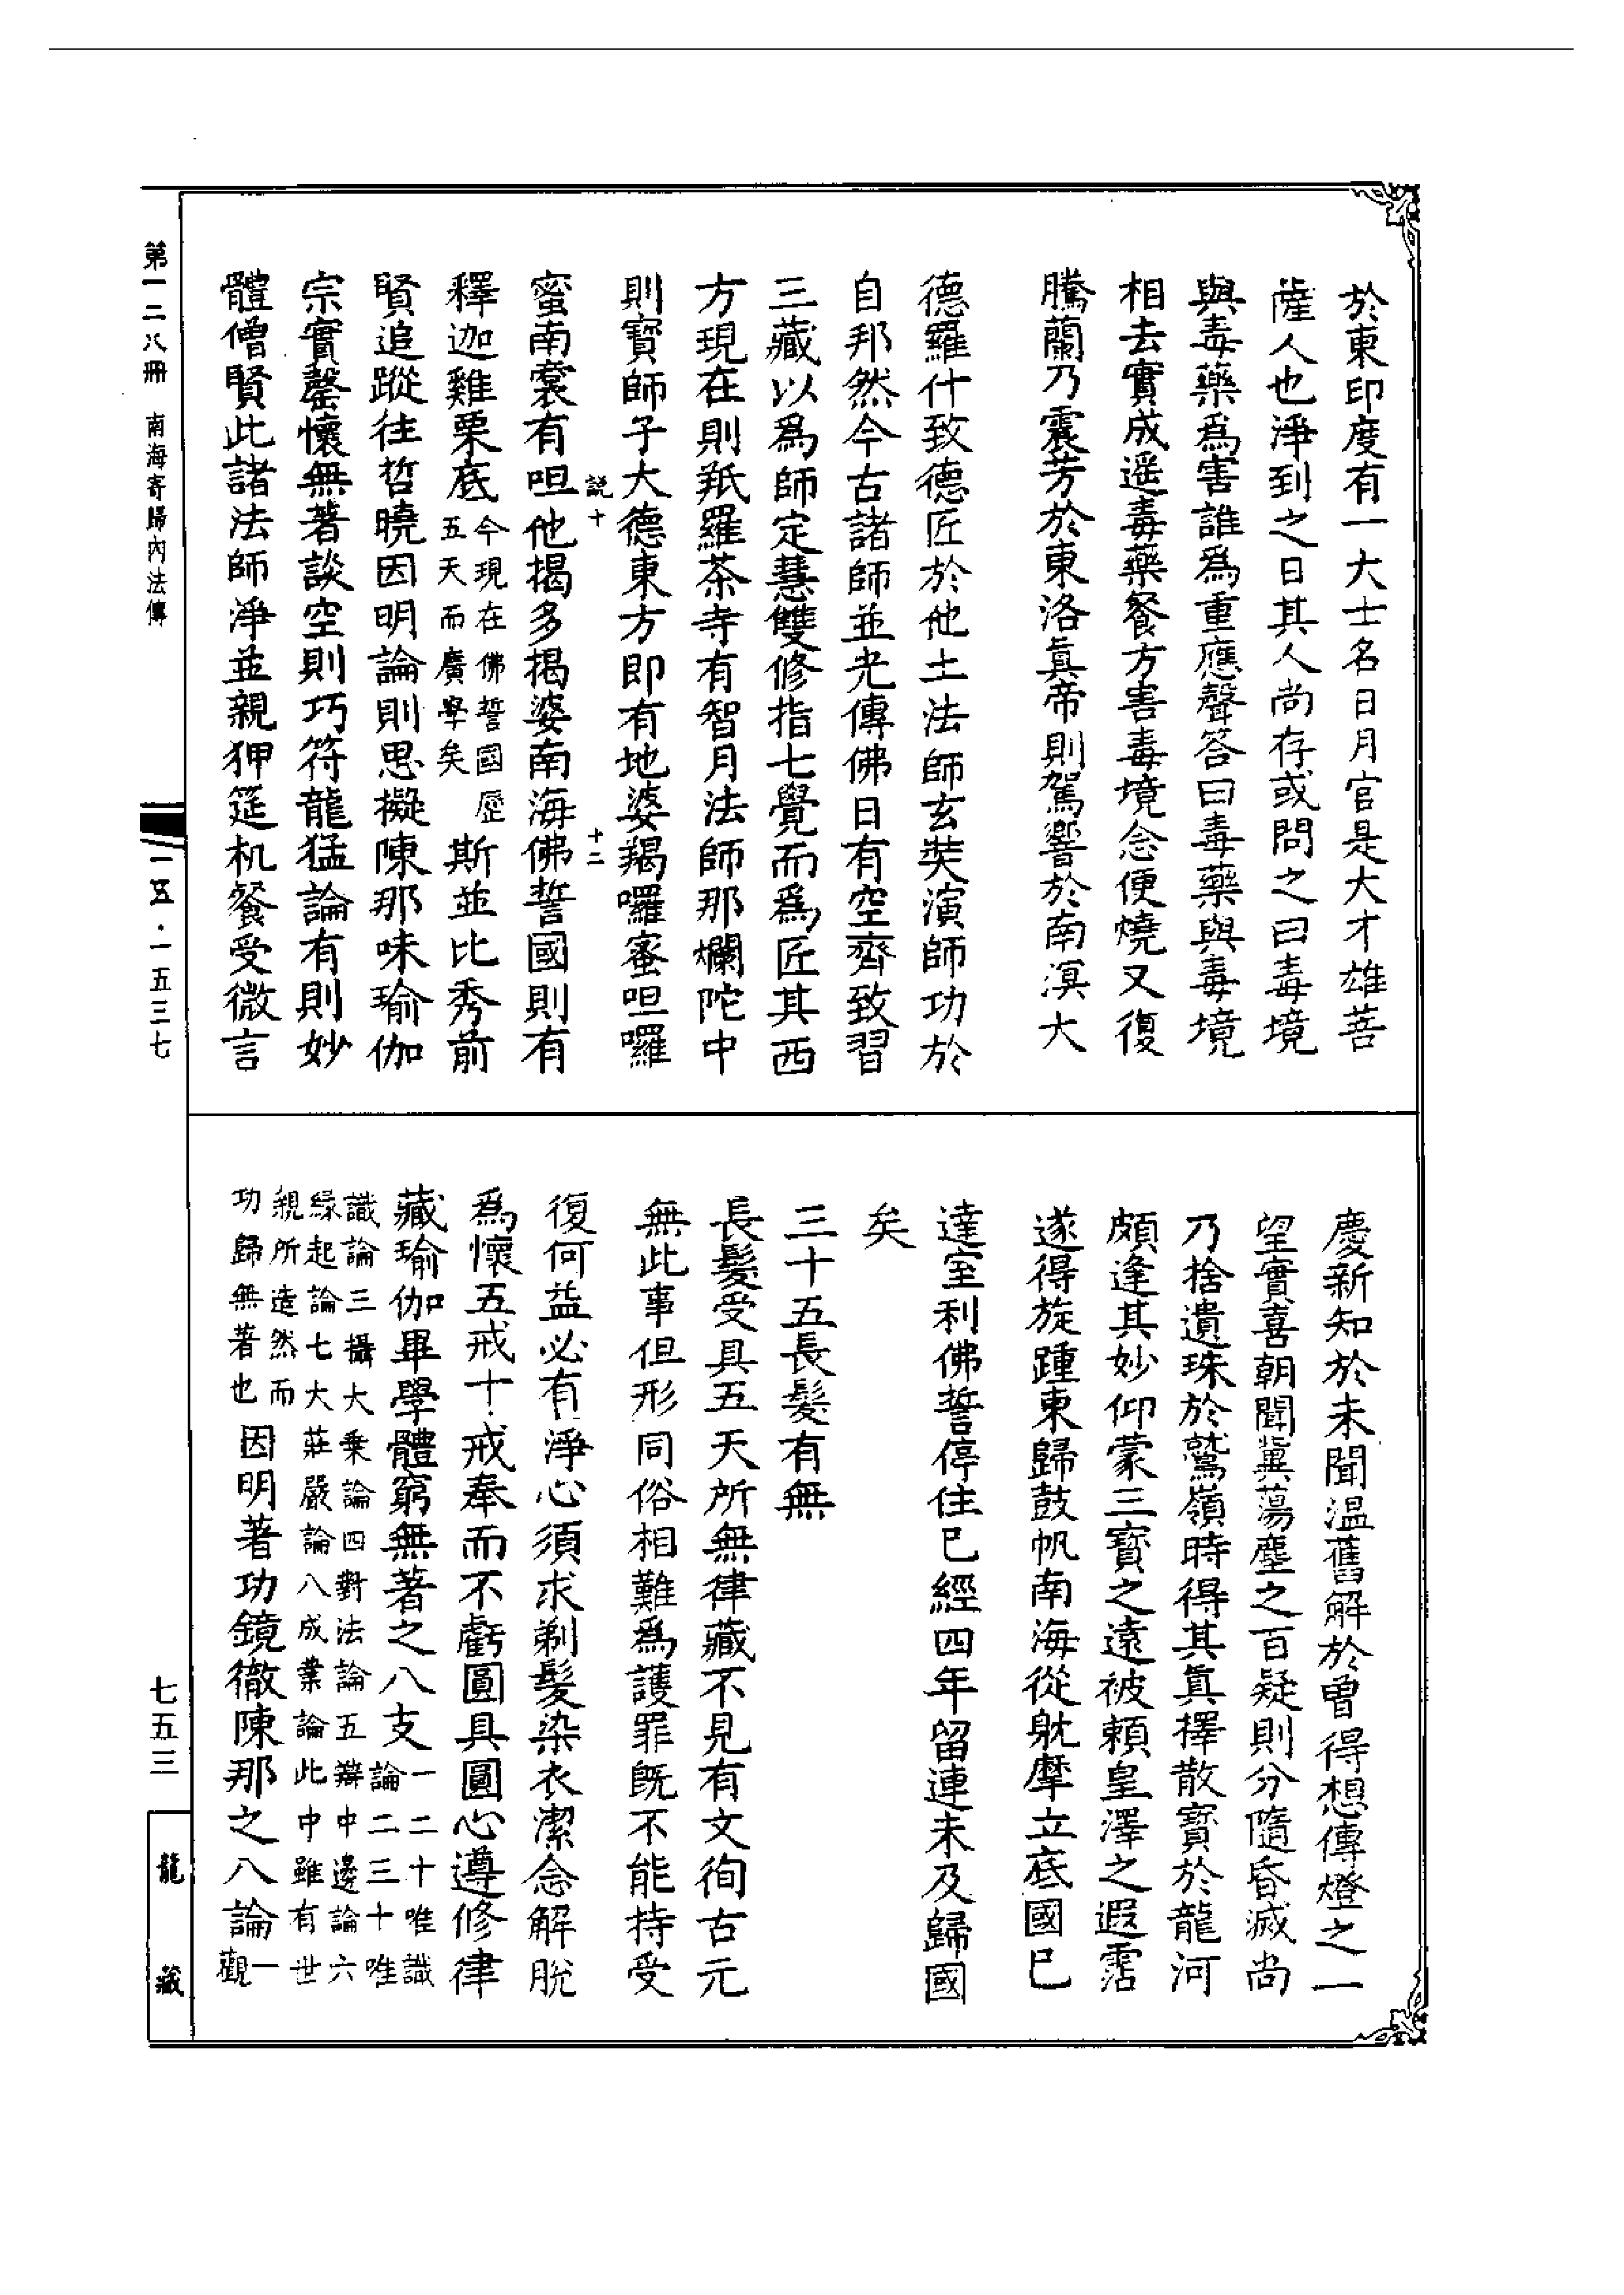 於東印度有一大士名曰月官是大才雄菩
薩人也淨到之日其人尚存或問之曰毒境
與毒藥爲害誰爲重應聲答曰毒藥與毒境
相去實成遥毒藥餐方害毒境念便燒又復
騰蘭乃震芳於東洛真帝則駕響於南溟大
德羅什致德匠於他土法師玄奘演師功於
自邦然今古諸師並光傳佛日有空齊致習
三藏以爲師定慧雙修指七覺而爲匠其西
方現在則羝羅荼寺有智月法師那爛陀中
則寶師子大德東方即有地婆羯囉蜜呾囉
説十 十二
南裔有呾他揭多揭婆南海佛誓國則有
釋迦雞栗底今現在佛誓國歷五天而廣學矣斯並比秀前
賢追蹤往哲曉因明論則思擬陳那味瑜伽
宗實罄懷無著談空則巧符龍猛論有則妙
體僧賢此諸法師淨並親狎筵机餐受微言
慶新知於未聞温舊解於曾得想傳燈之一
望實喜朝聞冀蕩塵之百疑則分隨昏滅尚
乃捨遺珠於鷲嶺時得其真擇散寶於龍河
頗逢其妙仰蒙三寶之遠被賴皇澤之遐霑
遂得旋踵東歸鼓帆南海從躭摩立底國已
達室利佛誓停住已經四年留連未及歸國
矣
三十五長髮有無
長髮受具五天所無律藏不見有文徇古元
無此事但形同俗相難爲護罪既不能持受
復何益必有淨心須求剃髮染衣潔念解脫
爲懷五戒十戒奉而不虧圓具圓心遵修律
藏瑜伽畢學體窮無著之八支一二十唯識論二三十唯
識論三攝大乘論四對法論五辯中邊論六
緣起論七大莊嚴論八成業論此中雖有世
親所造然而功歸無著也因明著功鏡徹陳那之八論一觀
第一二八冊 南海寄歸內法傳
一一五·一五三七
七五三
龍藏